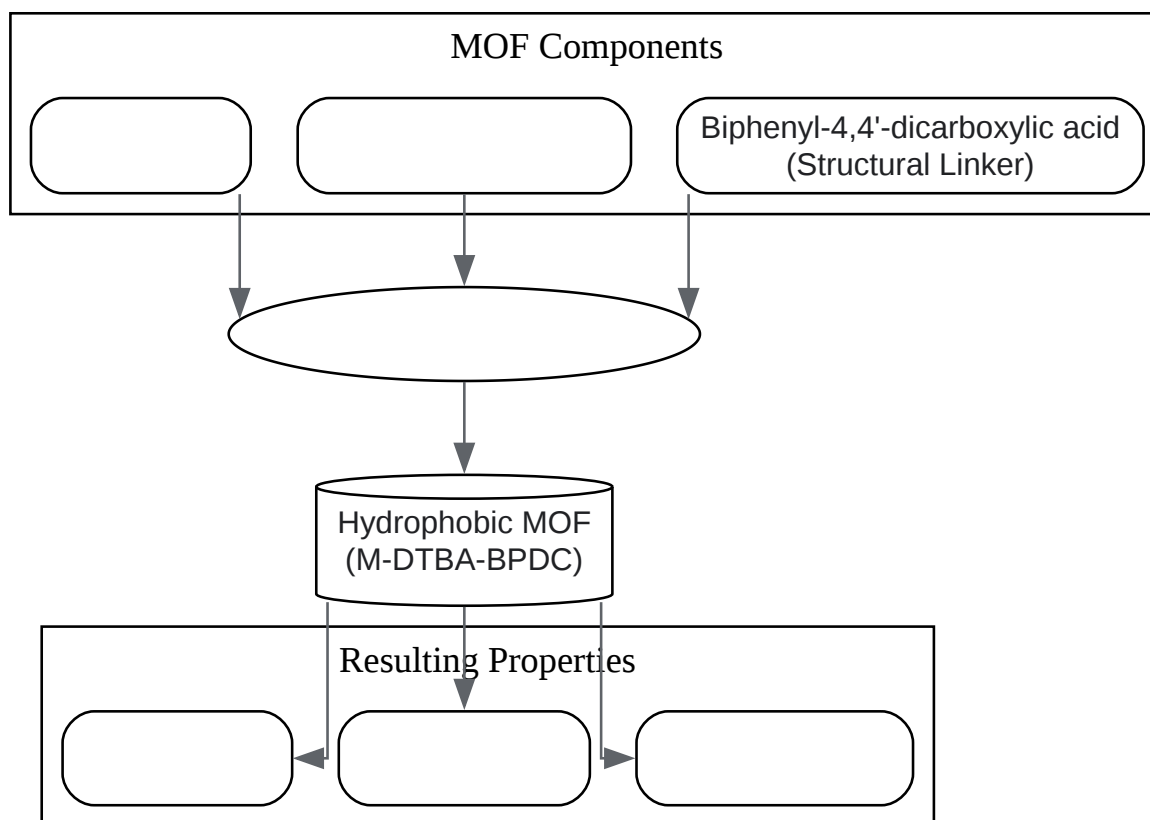 MOF Components
Biphenyl-4,4'-dicarboxylic acid
(Structural Linker)
Hydrophobic MOF
(M-DTBA-BPDC)
Resulting Properties